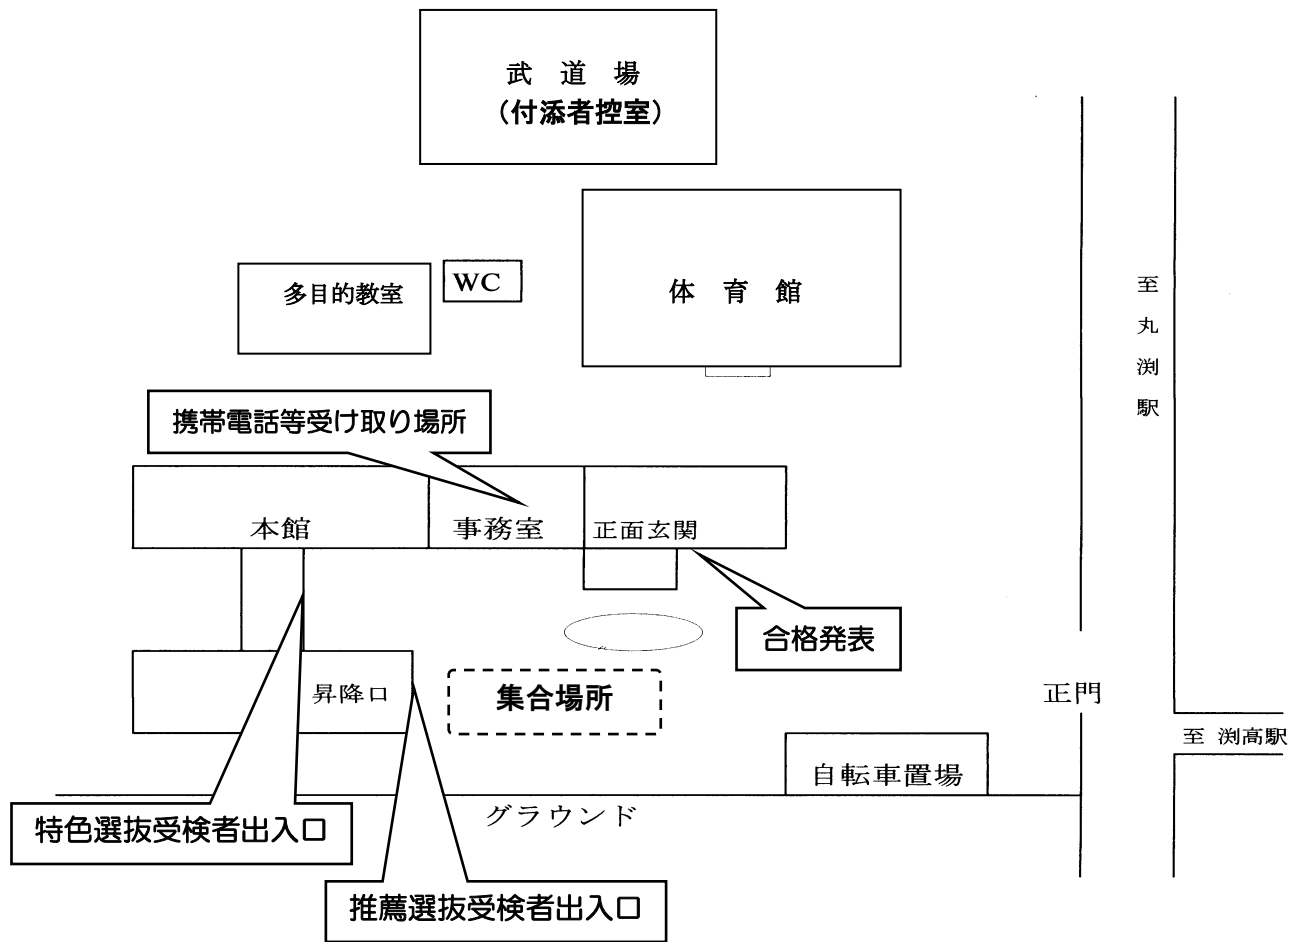 武道場
（付添者控室）
多目的教室
WC
体育館
至丸渕駅
携帯電話等受け取り場所
本館
事務室
正面玄関
合格発表
昇降口
集合場所
正門
至 渕高駅
自転車置場
特色選抜受検者出入口
グラウンド
推薦選抜受検者出入口